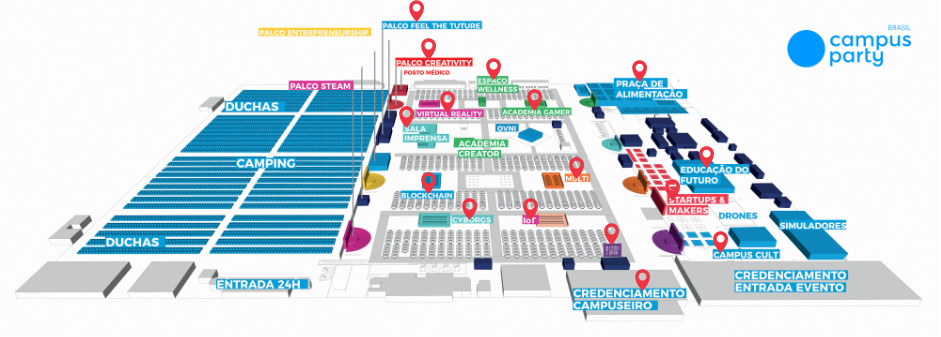 PALCO FEEL THE TUTURE
PALCO ENTREPRENEURSHIP
BRASIL
campus
party
PALCO CREATIVITY
POSTO MÉDICO
PALCO STEAM
ESPAÇO
WELLNESS
PRAÇA DE
ALIMENTAÇÃO
DUCHAS
VIRTUAL REALITY
ACADEMIA GAMER
SALA
IMPRENSA
OVNI
ACADEMIA
CREATOR
CAMPING
EDUCAÇÃO DO
FUTURO
MULTI
BLOCKCHAIN
STARTUPS &
MAKERS
CYBORGS
IoT
DRONES
SIMULADORES
DUCHAS
CAMPUS CULT
ENTRADA 24H
CREDENCIAMENTO
ENTRADA EVENTO
CREDENCIAMENTO
CAMPUSEIRO